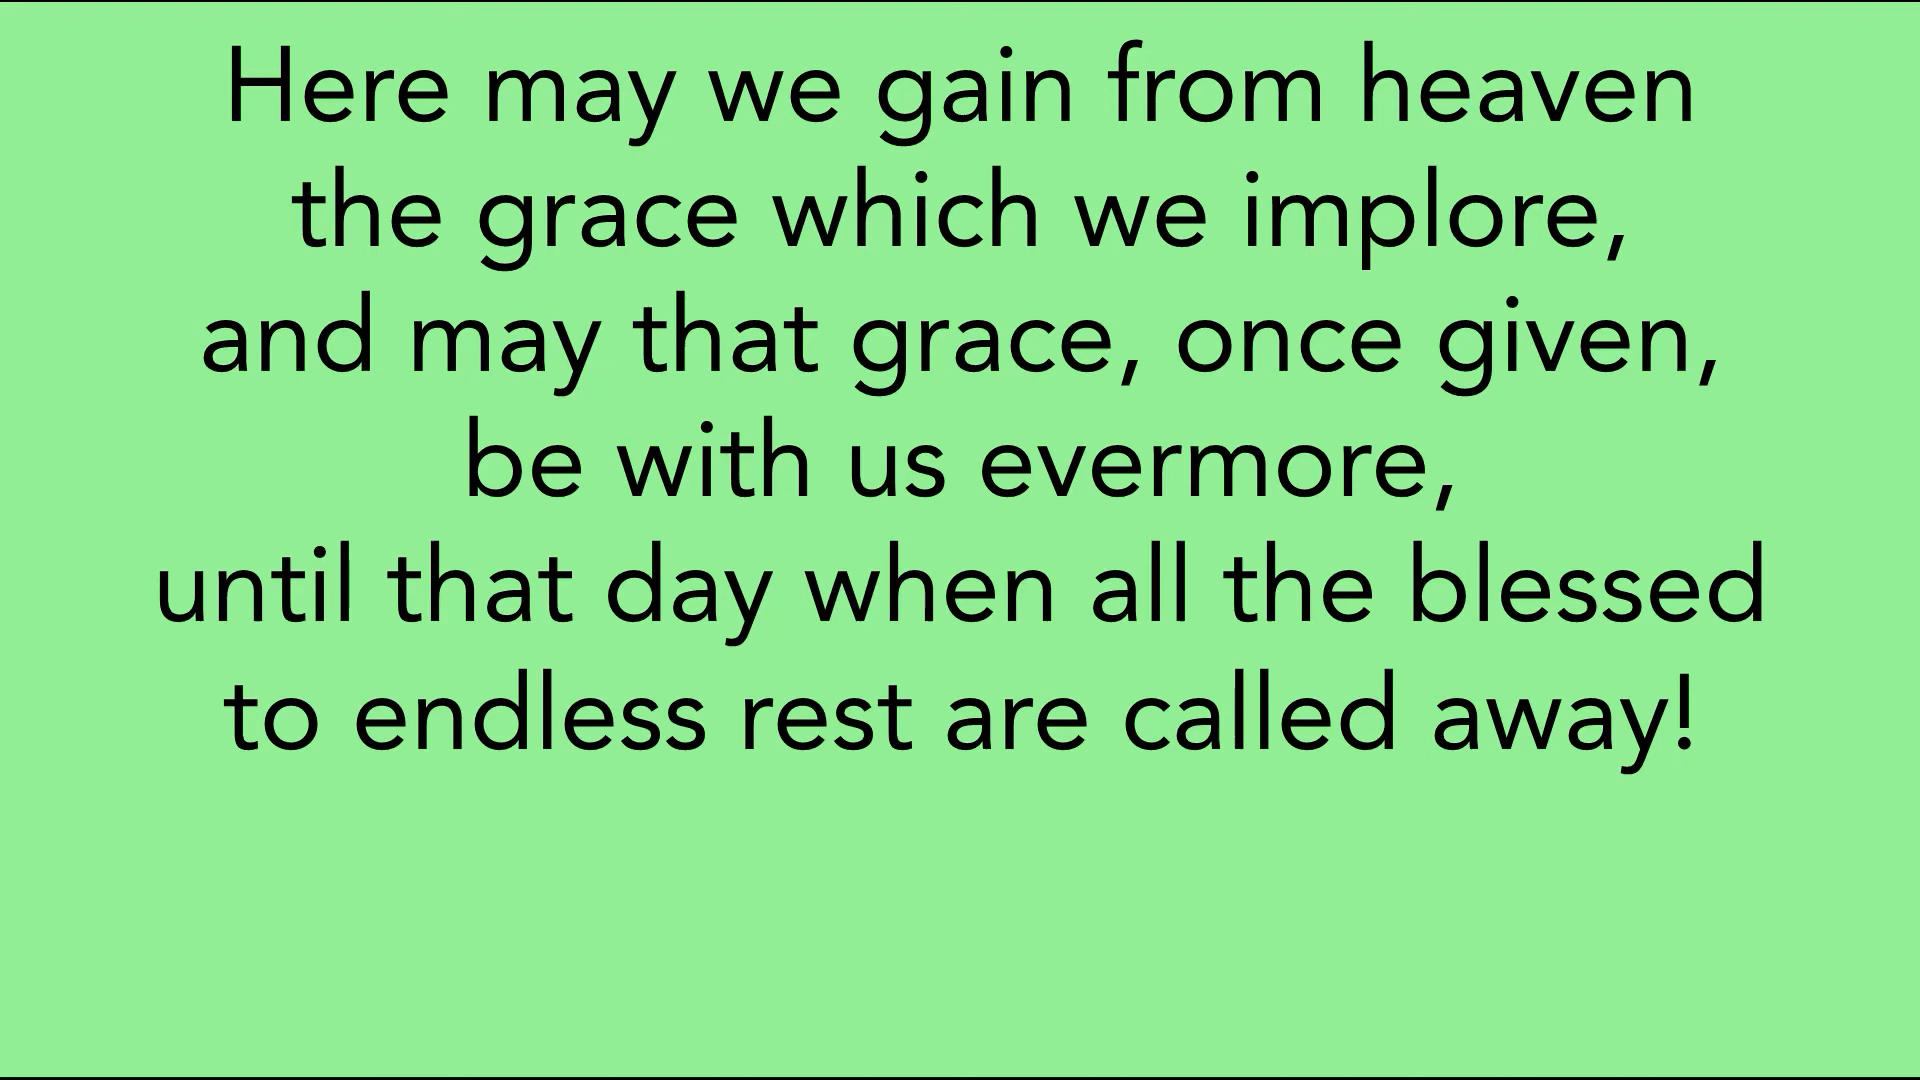 Here may we gain from heaven
the grace which we implore,
and may that grace, once given,
be with us evermore,
until that day when all the blessed
to endless rest are called away!